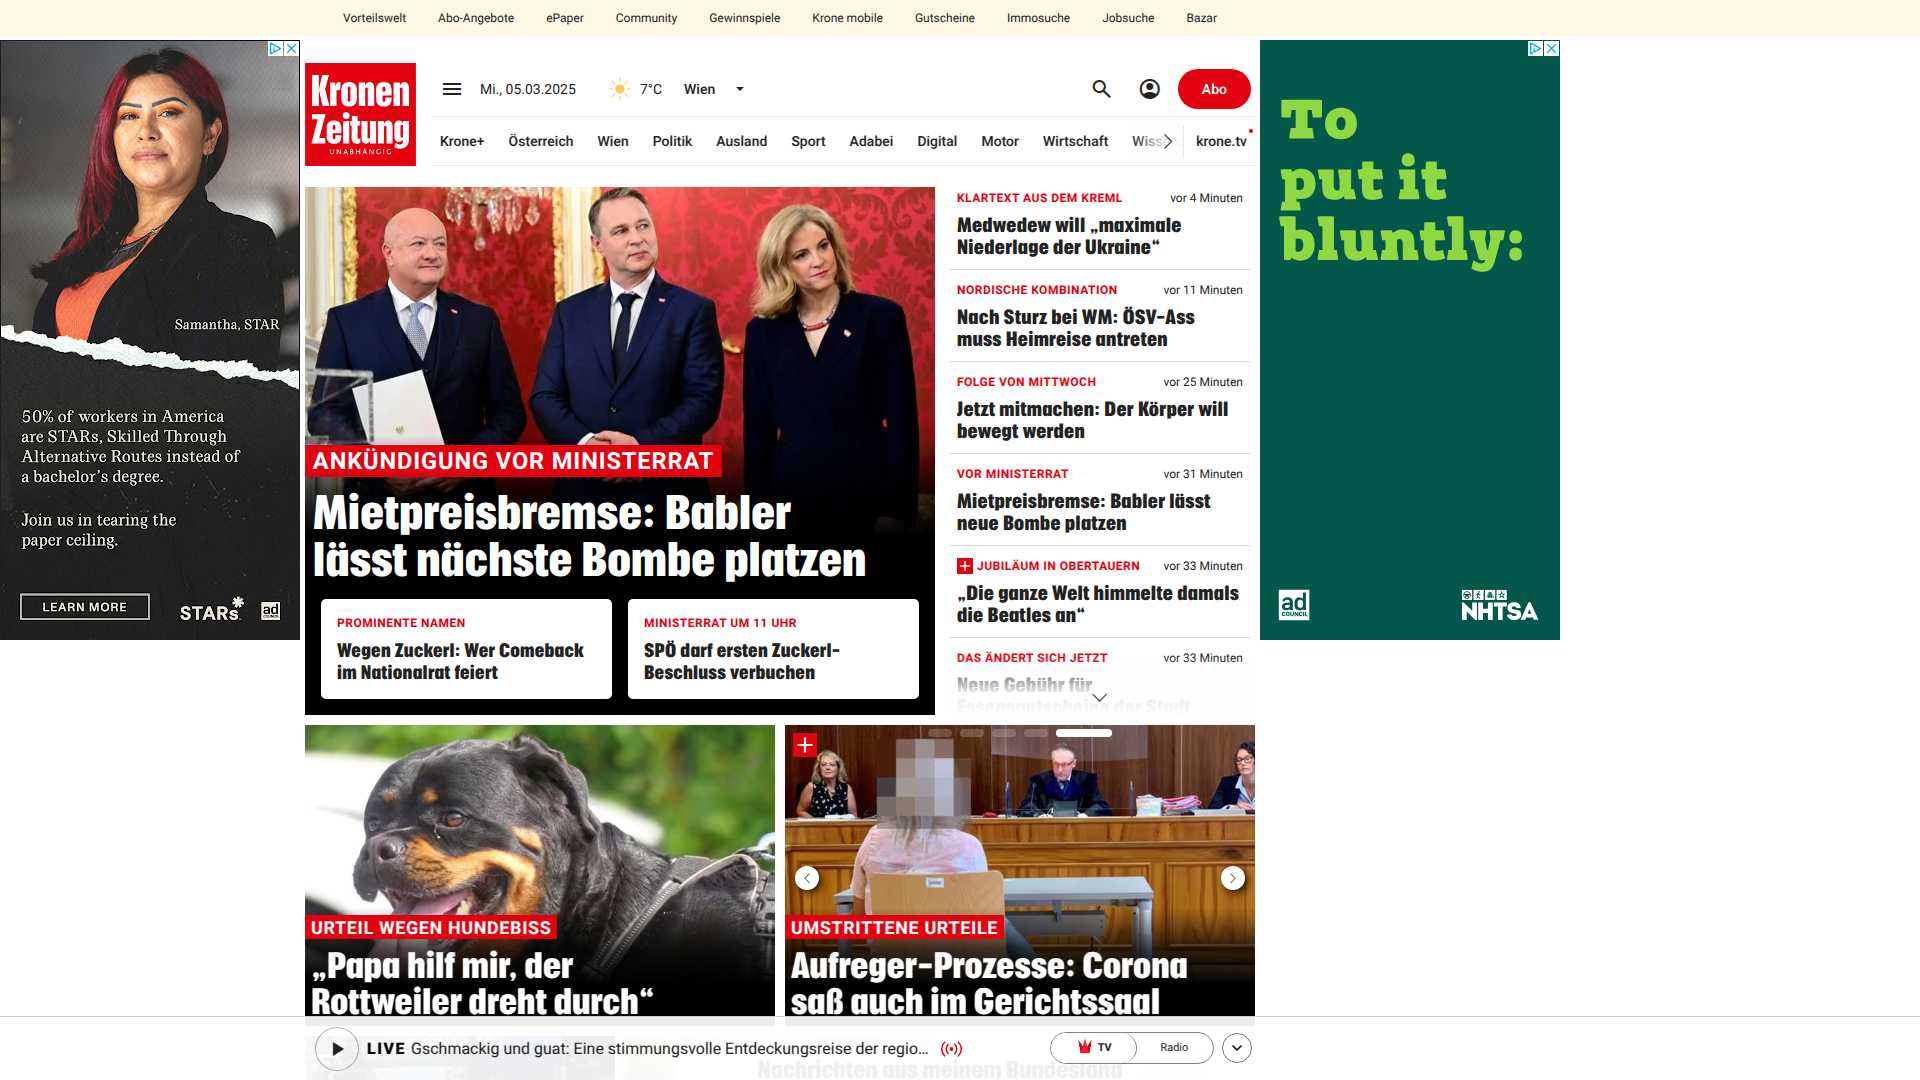 Vorteilswelt Abo-Angebote ePaper Community Gewinnspiele Krone mobile Gutscheine Immosuche Jobsuche Bazar
Kronen
Zeitung
UNABHÄNGIG
Mi., 05.03.2025 7°C Wien
Abo
Krone+ Österreich Wien Politik Ausland Sport Adabei Digital Motor Wirtschaft krone.tv
Samantha, STAR
50% of workers in America
are STARs, Skilled Through
Alternative Routes instead of
a bachelor's degree.
Join us in tearing the
paper ceiling.
LEARN MORE
STARs
ad
COUNCIL
ANKÜNDIGUNG VOR MINISTERRAT
Mietpreisbremse: Babler
lässt nächste Bombe platzen
PROMINENTE NAMEN
Wegen Zuckerl: Wer Comeback
im Nationalrat feiert
MINISTERRAT UM 11 UHR
SPÖ darf ersten Zuckerl-
Beschluss verbuchen
KLARTEXT AUS DEM KREML vor 4 Minuten
Medwedew will „maximale
Niederlage der Ukraine“
NORDISCHE KOMBINATION vor 11 Minuten
Nach Sturz bei WM: ÖSV-Ass
muss Heimreise antreten
FOLGE VON MITTWOCH vor 25 Minuten
Jetzt mitmachen: Der Körper will
bewegt werden
VOR MINISTERRAT vor 31 Minuten
Mietpreisbremse: Babler lässt
neue Bombe platzen
JUBILÄUM IN OBERTAUERN vor 33 Minuten
„Die ganze Welt himmelte damals
die Beatles an“
DAS ÄNDERT SICH JETZT vor 33 Minuten
Neue Gebühr für
Essensgutscheine der Stadt
To
put it
bluntly:
ad
COUNCIL
NHTSA
URTEIL WEGEN HUNDEBISS
„Papa hilf mir, der
Rottweiler dreht durch“
UMSTRITTENE URTEILE
Aufreger-Prozesse: Corona
saß auch im Gerichtssaal
LIVE Gschmackig und guat: Eine stimmungsvolle Entdeckungsreise der regio...
TV Radio
Nachrichten aus meinem Bundesland